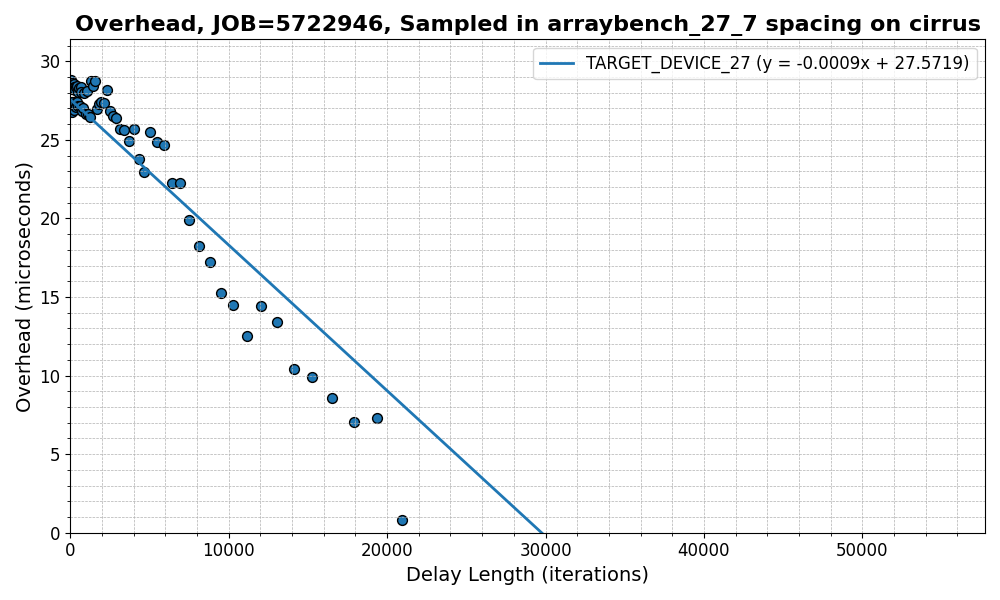 Overhead, JOB=5722946, Sampled in arraybench_27_7 spacing on cirrus
TARGET_DEVICE_27 (y = -0.0009x + 27.5719)
Overhead (microseconds)
30
25
20
15
10
5
0
0 10000 20000 30000 40000 50000
Delay Length (iterations)